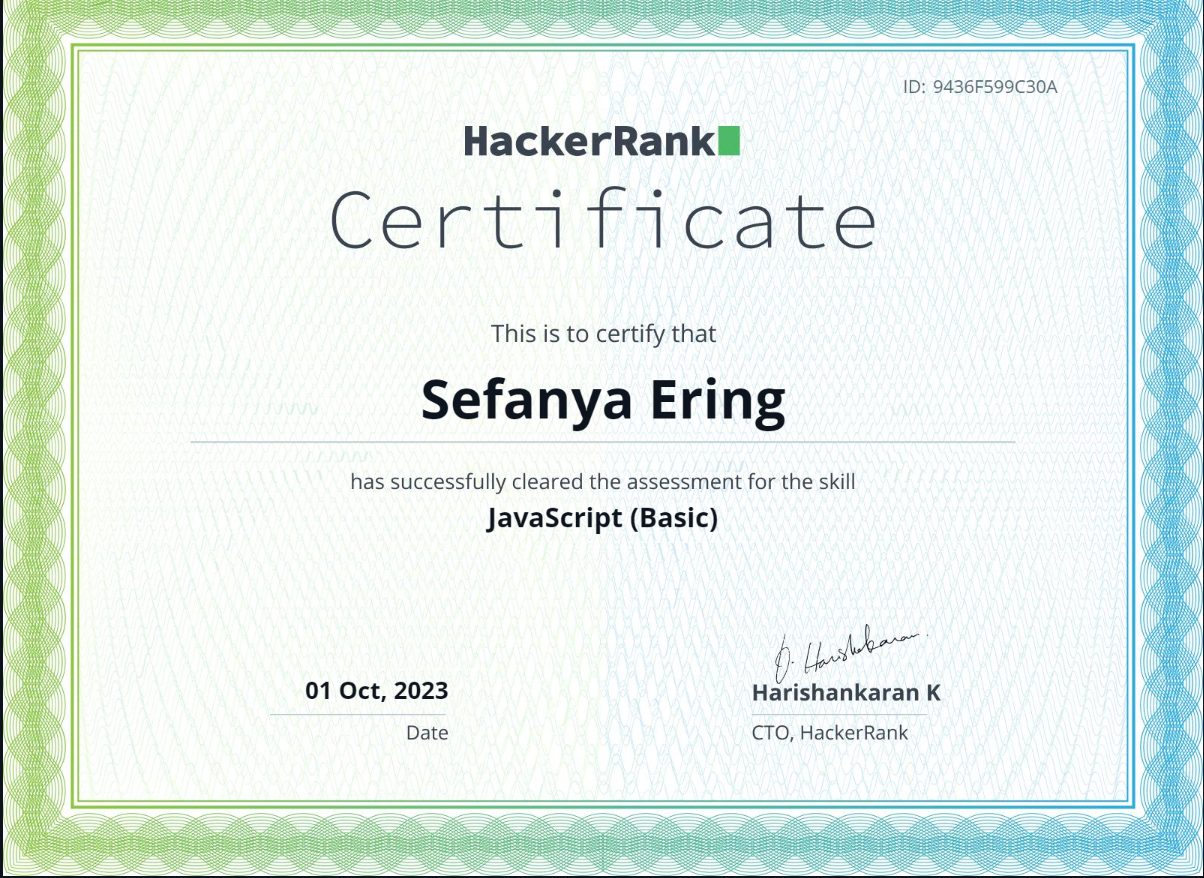 ID: 9436F599C30A
HackerRank
Certificate
This is to certify that
Sefanya Ering
has successfully cleared the assessment for the skill
JavaScript (Basic)
01 Oct, 2023
Date
Harishankaran K
CTO, HackerRank